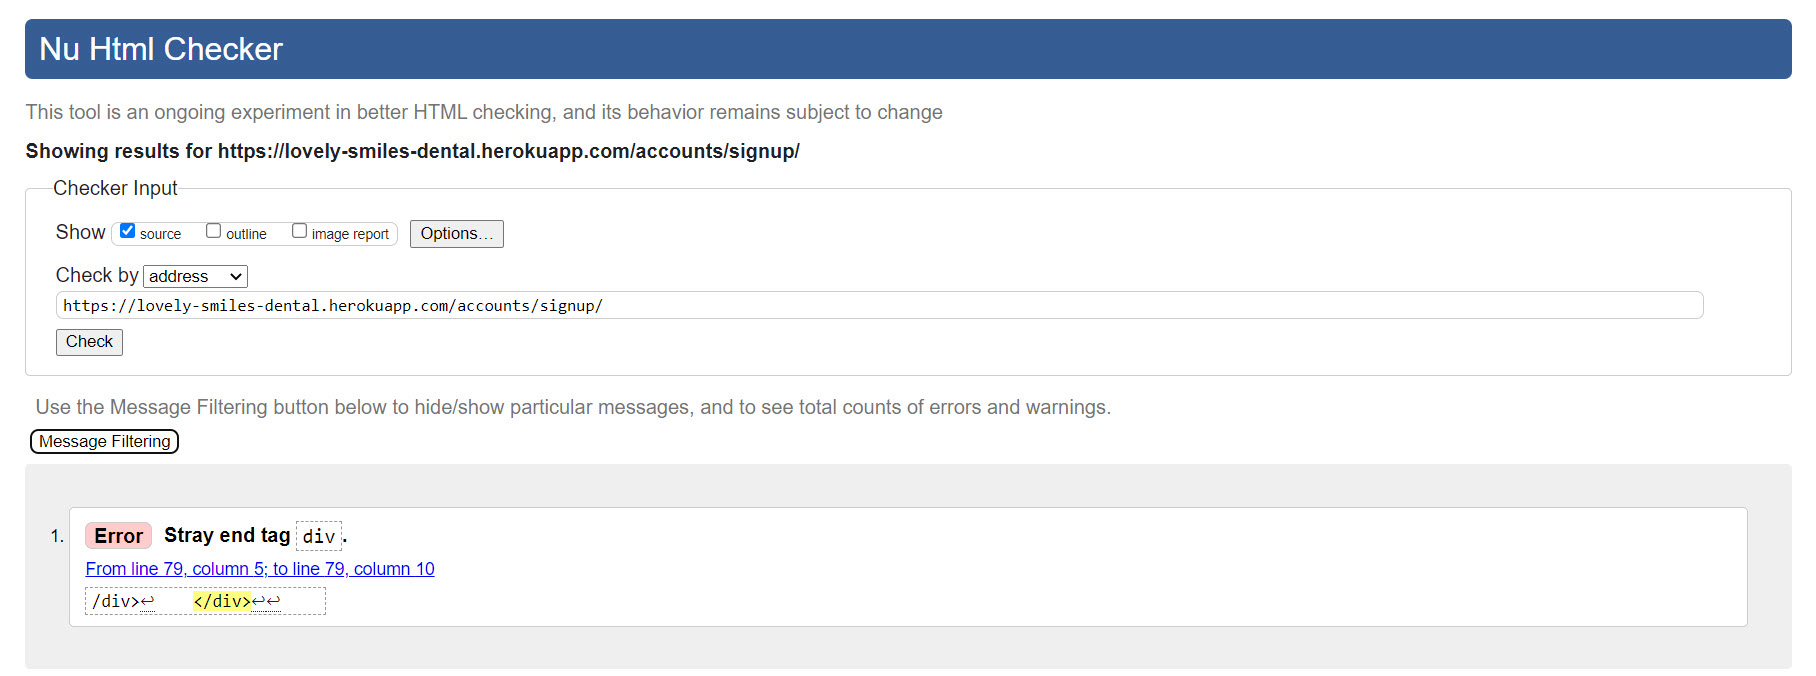 Nu Html Checker
This tool is an ongoing experiment in better HTML checking, and its behavior remains subject to change
Showing results for https://lovely-smiles-dental.herokuapp.com/accounts/signup/
Checker Input
Show source outline image report Options...
Check by address
https://lovely-smiles-dental.herokuapp.com/accounts/signup/
Check
Use the Message Filtering button below to hide/show particular messages, and to see total counts of errors and warnings.
Message Filtering
1. Error Stray end tag div.
From line 79, column 5; to line 79, column 10
/div>↩ </div>↩↩